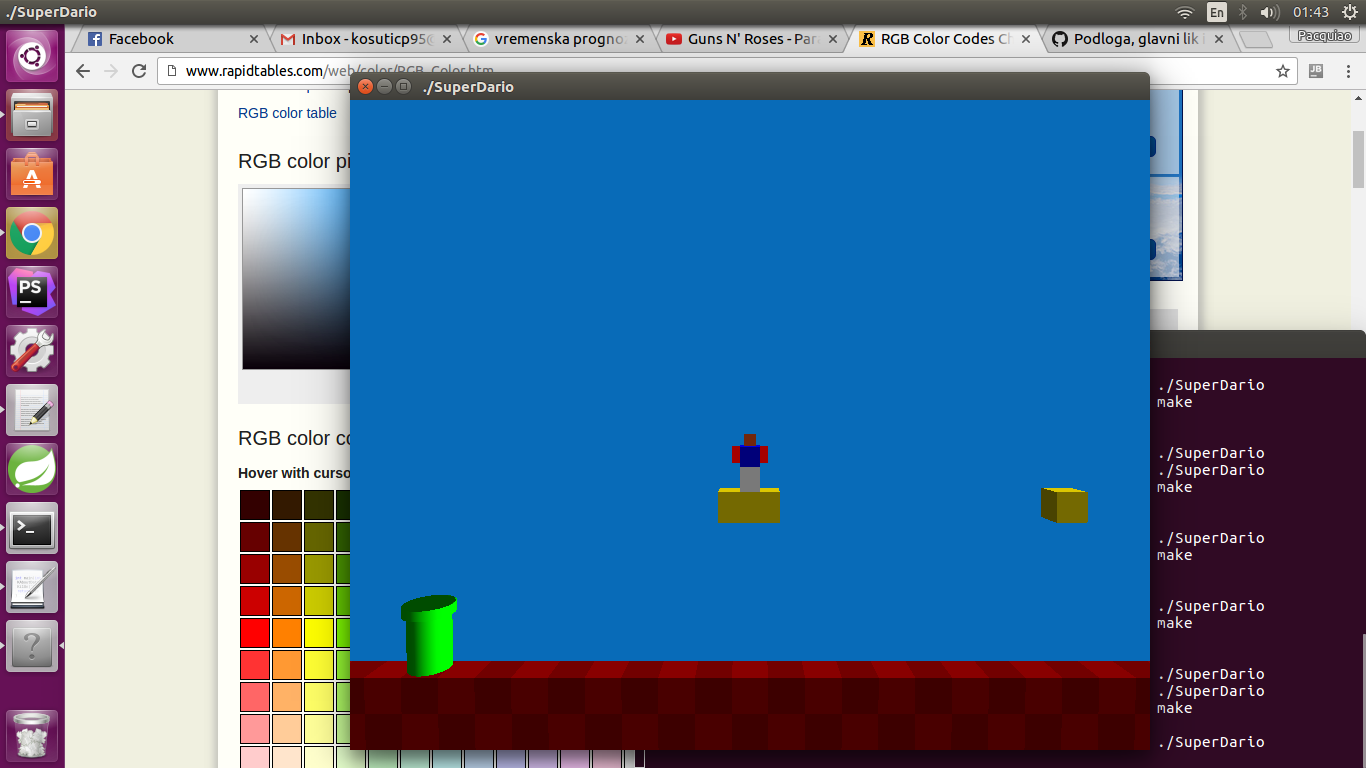 ./SuperDario
En
01:43
Facebook
Inbox - kosuticp95@
vremenska progno
Guns N' Roses - Par
RGB Color Codes Ch
Podloga, glavni lik i
Pacquiao
www.rapidtables.com/web/color/RGB_Color.htm
./SuperDario
RGB color table
RGB color pi
RGB color co
Hover with curso
PS
./SuperDario
make
./SuperDario
./SuperDario
make
./SuperDario
make
./SuperDario
make
./SuperDario
./SuperDario
make
./SuperDario